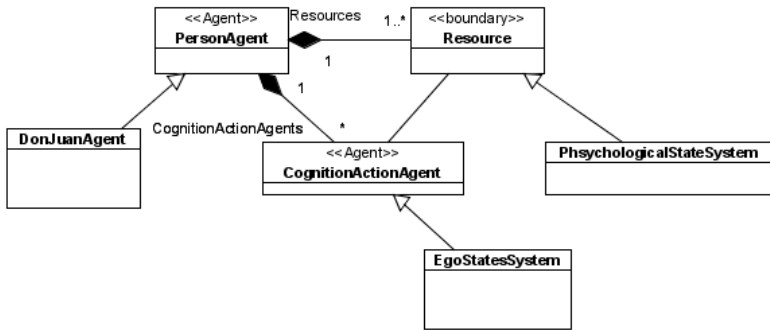 <<Agent>>
PersonAgent
Resources
1
1..*
<<boundary>>
Resource
1
CognitionActionAgents
*
DonJuanAgent
<<Agent>>
CognitionActionAgent
PhsychologicalStateSystem
EgoStatesSystem